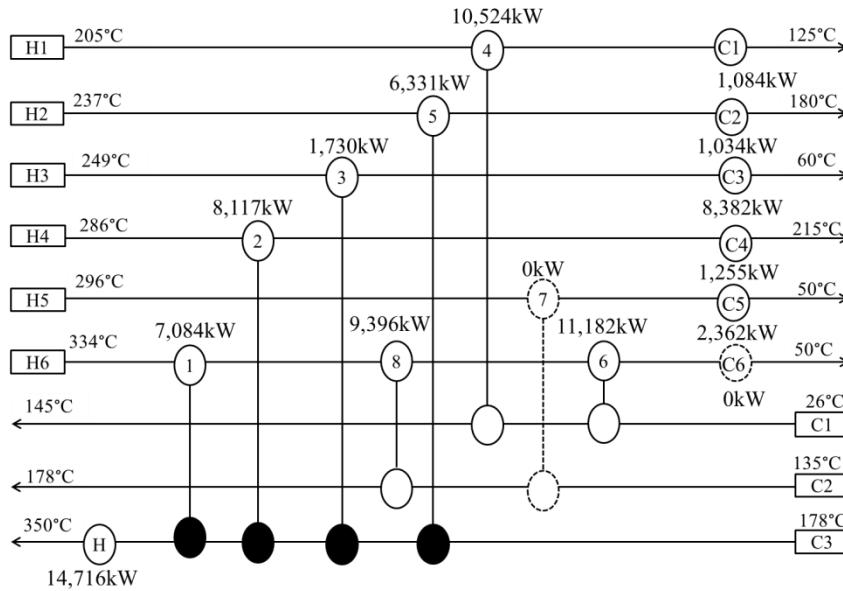 10,524kW
H1 205°C 4 C1 125°C
6,331kW 1,084kW
H2 237°C 5 C2 180°C
1,730kW 1,034kW
H3 249°C 3 C3 60°C
8,117kW 8,382kW
H4 286°C 2 C4 215°C
0kW 1,255kW
H5 296°C 7 C5 50°C
7,084kW 9,396kW 11,182kW 2,362kW
H6 334°C 1 8 6 C6 50°C
0kW
145°C 26°C C1
178°C 135°C C2
350°C H 178°C C3
14,716kW